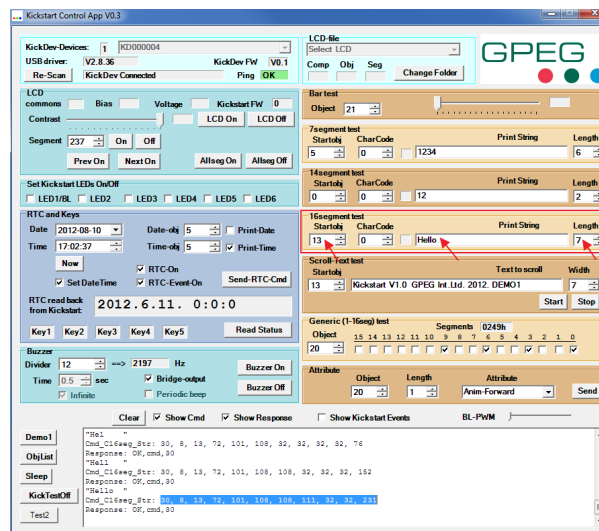 Kickstart Control App V0.3
KickDev-Devices: 1 KD000004
USB driver: V2.8.36 KickDev FW V0.1
Re-Scan KickDev Connected Ping OK
LCD-file
Select LCD
Comp Obj Seg
Change Folder
GPEG
LCD
commons Bias Voltage Kickstart FW 0
Contrast LCD On LCD Off
Segment 237 On Off
Prev On Next On Allseg On Allseg Off
Bar test
Object 21
7segment test
Startobj CharCode Print String Length
5 0 1234 6
14segment test
Startobj CharCode Print String Length
0 0 12 2
Set Kickstart LEDs On/Off
LED1/BL LED2 LED3 LED4 LED5 LED6
16segment test
Startobj CharCode Print String Length
13 0 Hello 7
RTC and Keys
Date 2012-08-10 Date-obj 5 Print-Date
Time 17:02:37 Time-obj 5 Print-Time
Now RTC-On
Set DateTime RTC-Event-On Send-RTC-Cmd
RTC read back
from Kickstart: 2012.6.11. 0:0:0
Key1 Key2 Key3 Key4 Key5 Read Status
Scroll-Text test
Startobj Text to scroll Width
13 Kickstart V1.0 GPEG Int.Ltd. 2012. DEMO1 7
Start Stop
Generic (1-16seg) test
Object Segments 0249h
15 14 13 12 11 10 9 8 7 6 5 4 3 2 1 0
20
Buzzer
Divider 12 ==> 2197 Hz Buzzer On
Time 0.5 sec Bridge-output Buzzer Off
Infinite Periodic beep
Attribute
Object Length Attribute
20 1 Anim-Forward Send
Clear Show Cmd Show Response Show Kickstart Events BL-PWM
Demo1
ObjList
Sleep
KickTestOff
Test2
"Hel "
Cmd_C16seg_Str: 30, 8, 13, 72, 101, 108, 32, 32, 32, 32, 76
Response: OK,cmd,30
"Hell "
Cmd_C16seg_Str: 30, 8, 13, 72, 101, 108, 108, 32, 32, 32, 152
Response: OK,cmd,30
"Hello "
Cmd_C16seg_Str: 30, 8, 13, 72, 101, 108, 108, 111, 32, 32, 231
Response: OK,cmd,30